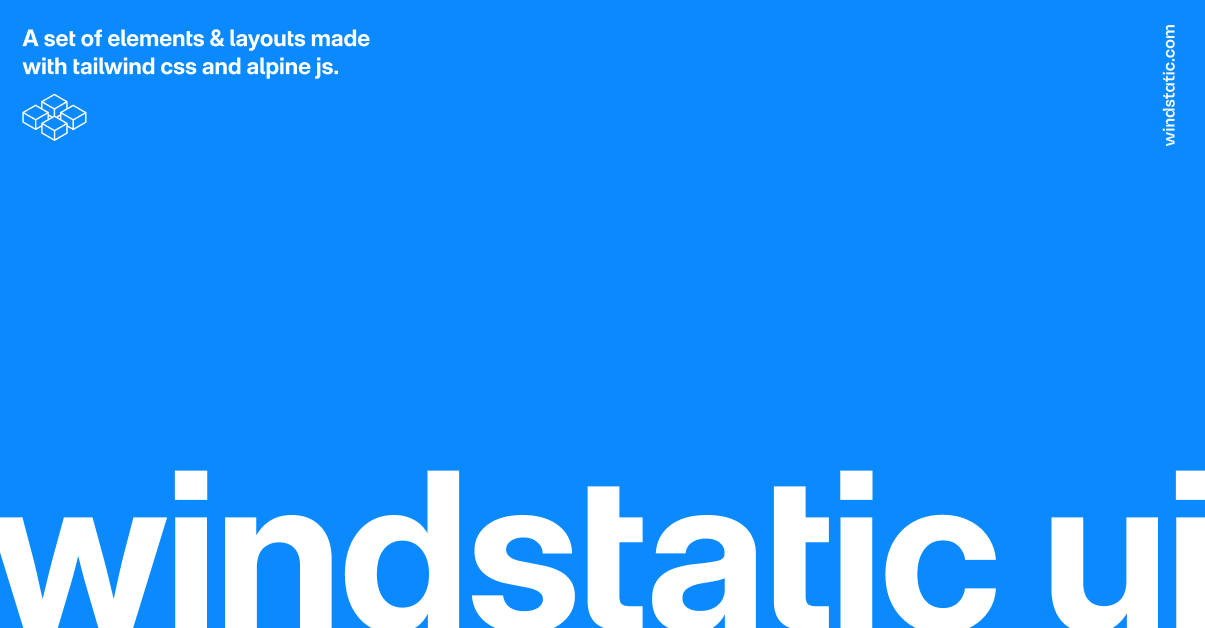 A set of elements & layouts made
with tailwind css and alpine js.
windstatic.com
windstatic ui